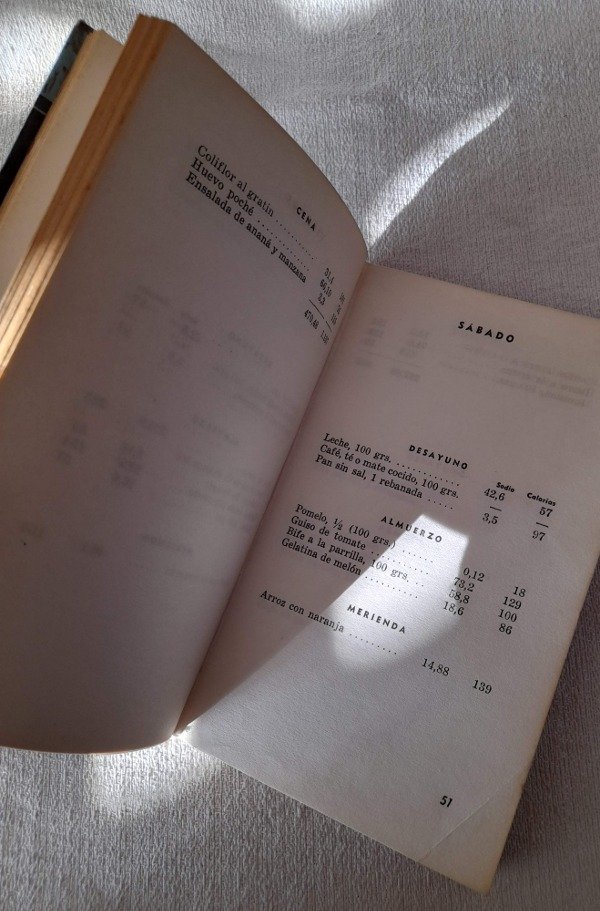 CENA
Coliflor al gratin ..........
Huevo poché .............
Ensalada de ananá y manzana
SÁBADO
DESAYUNO
Sodio Calorías
Leche, 100 grs. ............. 42,6 57
Café, té o mate cocido, 100 grs. — —
Pan sin sal, 1 rebanada ...... 3,5 97
ALMUERZO
Pomelo, ½ (100 grs.) ....... 0,12 18
Guiso de tomate ............ 73,2 129
Bife a la parrilla, 100 grs. ..... 58,8 100
Gelatina de melón ........... 18,6 86
MERIENDA
Arroz con naranja .......... 14,88 139
51